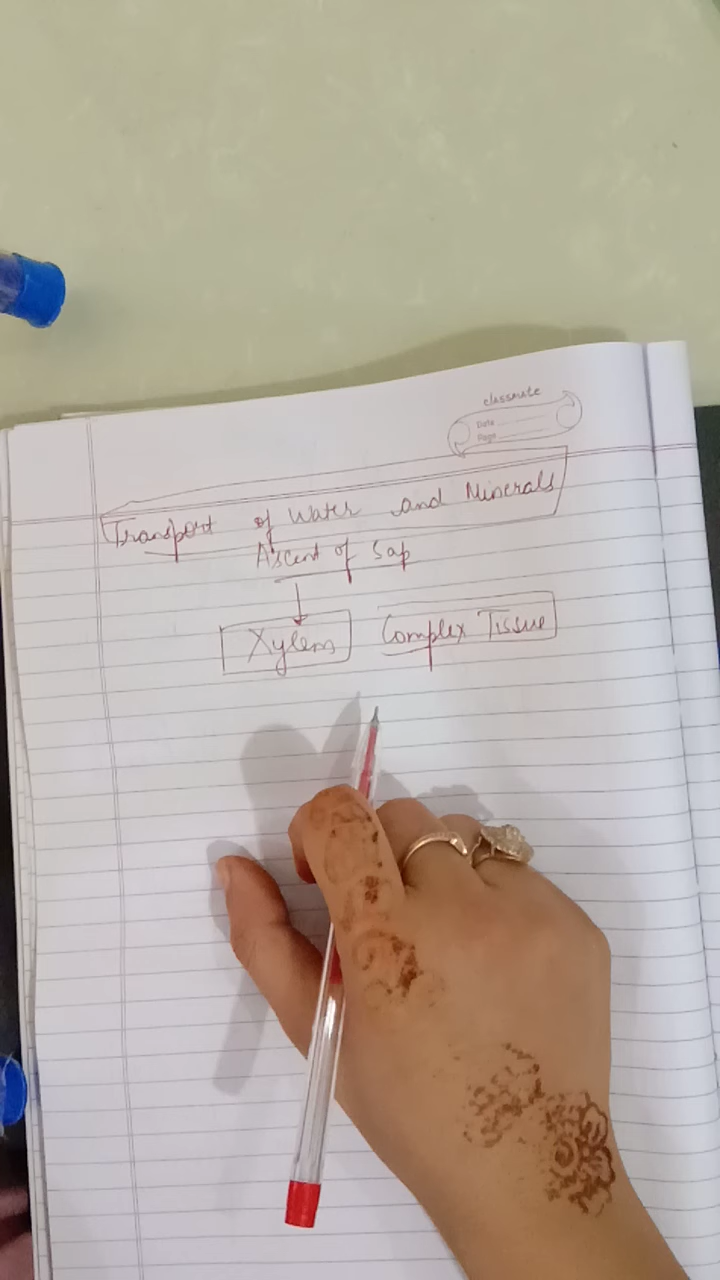 classmate
Date
Page
Transport of Water and Minerals
Ascent of Sap
Xylem Complex Tissue